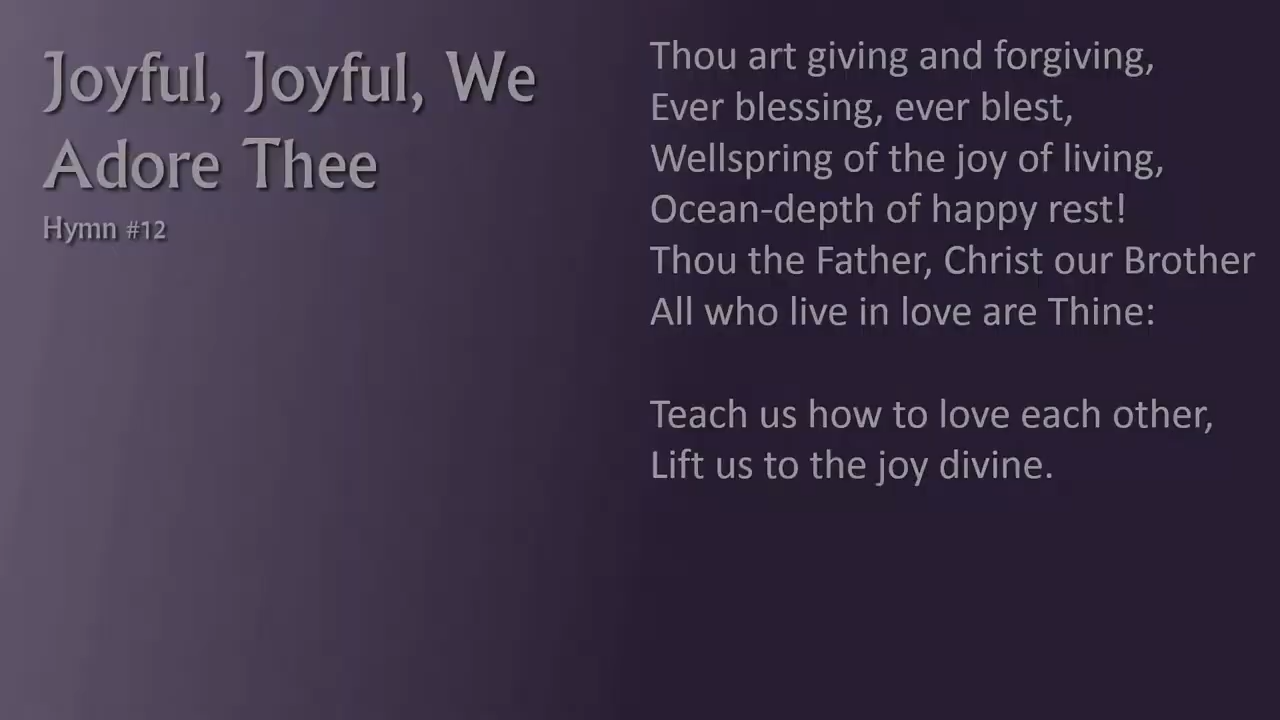 Joyful, Joyful, We
Adore Thee
Hymn #12
Thou art giving and forgiving,
Ever blessing, ever blest,
Wellspring of the joy of living,
Ocean-depth of happy rest!
Thou the Father, Christ our Brother
All who live in love are Thine:
Teach us how to love each other,
Lift us to the joy divine.